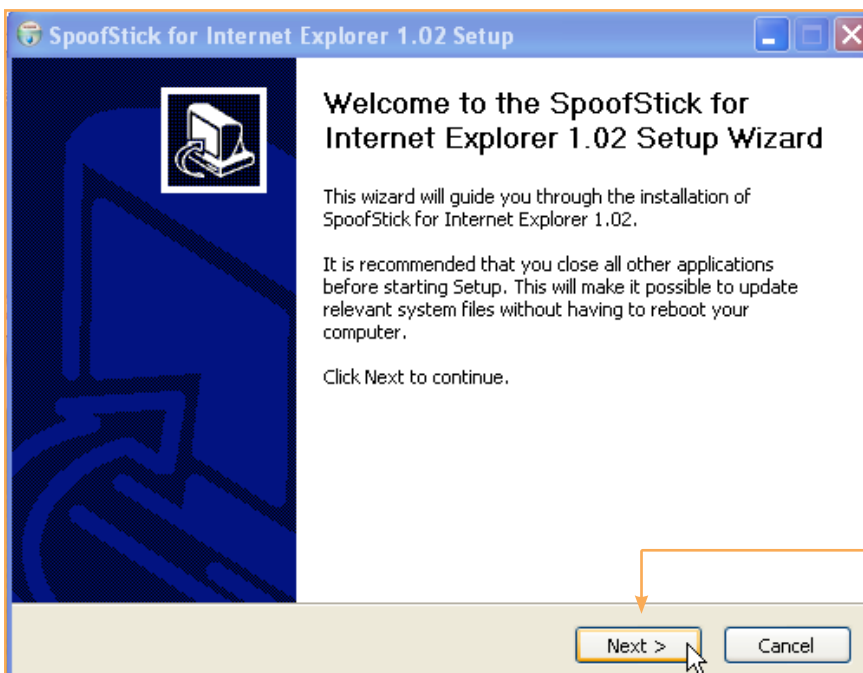 SpoofStick for Internet Explorer 1.02 Setup
Welcome to the SpoofStick for
Internet Explorer 1.02 Setup Wizard
This wizard will guide you through the installation of
SpoofStick for Internet Explorer 1.02.
It is recommended that you close all other applications
before starting Setup. This will make it possible to update
relevant system files without having to reboot your
computer.
Click Next to continue.
Next >
Cancel